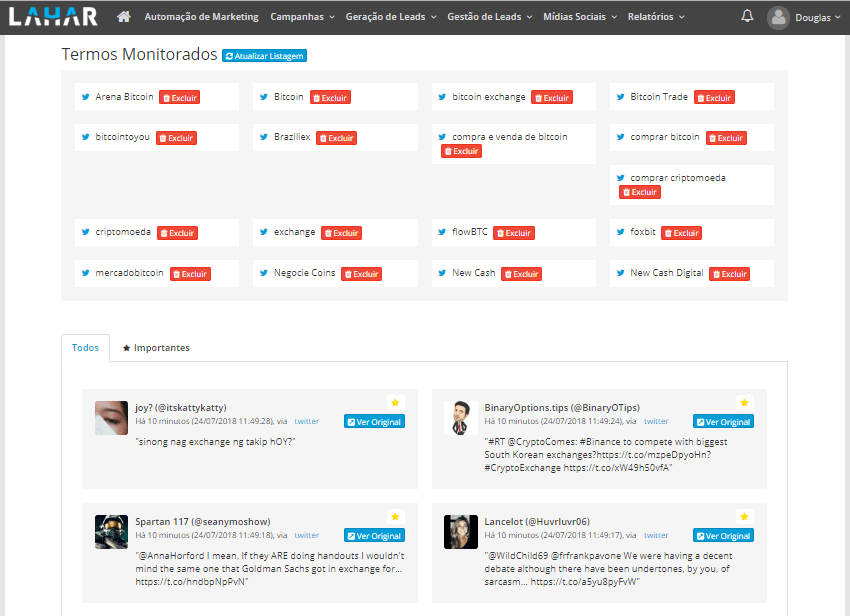 LAHAR Automação de Marketing Campanhas Geração de Leads Gestão de Leads Mídias Sociais Relatórios Douglas
Termos Monitorados Atualizar Listagem
Arena Bitcoin Excluir Bitcoin Excluir bitcoin exchange Excluir Bitcoin Trade Excluir
bitcointoyou Excluir Braziliex Excluir compra e venda de bitcoin comprar bitcoin Excluir
Excluir
comprar criptomoeda
Excluir
criptomoeda Excluir exchange Excluir flowBTC Excluir foxbit Excluir
mercadobitcoin Excluir Negocie Coins Excluir New Cash Excluir New Cash Digital Excluir
Todos Importantes
joy? (@itskattykatty)
Há 10 minutos (24/07/2018 11:49:28), via twitter Ver Original
"sinong nag exchange ng takip hOY?"
BinaryOptions.tips (@BinaryOTips)
Há 10 minutos (24/07/2018 11:49:24), via twitter Ver Original
"#RT @CryptoComes: #Binance to compete with biggest
South Korean exchanges?https://t.co/mzpeDpyoHn?
#CryptoExchange https://t.co/xW49h50vfA"
Spartan 117 (@seanymoshow)
Há 10 minutos (24/07/2018 11:49:18), via twitter Ver Original
"@AnnaHorford I mean, If they ARE doing handouts I wouldn't
mind the same one that Goldman Sachs got in exchange for...
https://t.co/hndbpNpPvN"
Lancelot (@Huvrluvr06)
Há 10 minutos (24/07/2018 11:49:17), via twitter Ver Original
"@WildChild69 @frfrankpavone We were having a decent
debate although there have been undertones, by you, of
sarcasm... https://t.co/a5yu8pyFvW"